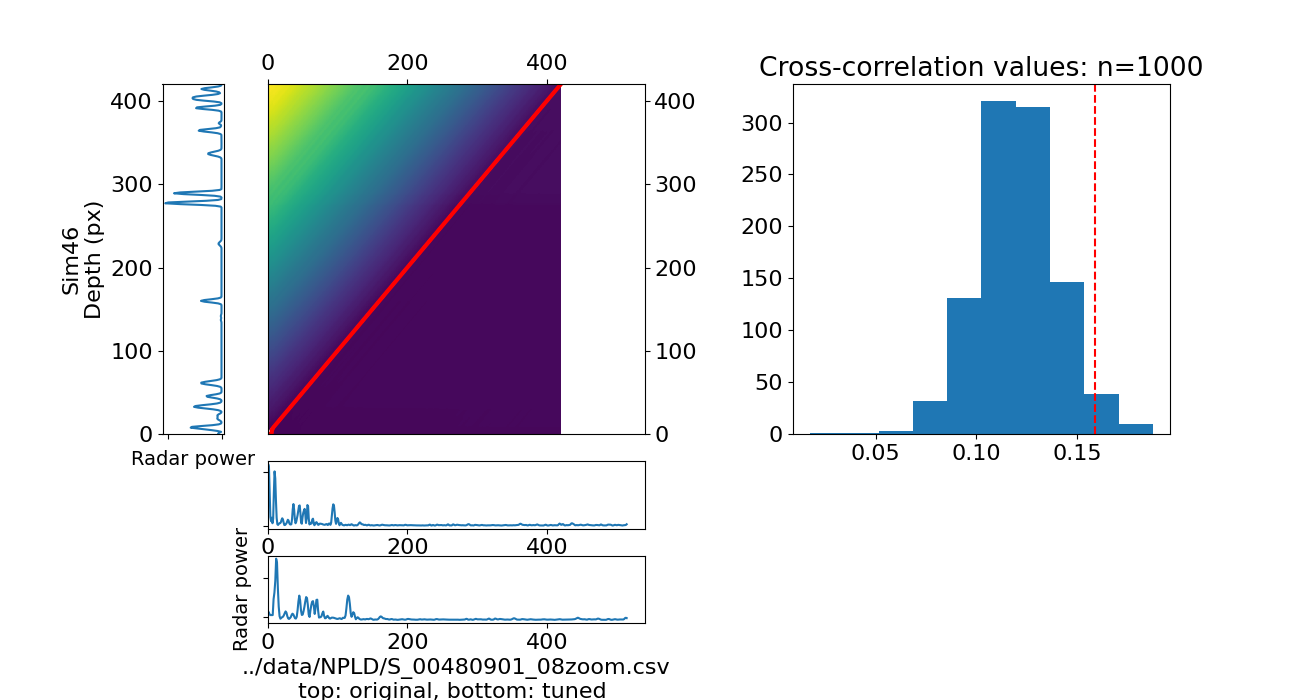 0 200 400
400 300 200 100 0
Sim46
Depth (px)
Radar power
400 300 200 100 0
0 200 400
Radar power
0 200 400
../data/NPLD/S_00480901_08zoom.csv
top: original, bottom: tuned
Cross-correlation values: n=1000
300 250 200 150 100 50 0
0.05 0.10 0.15